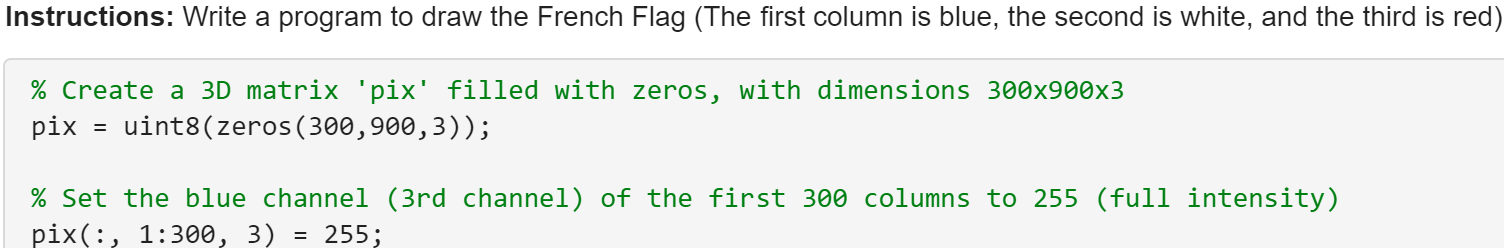 Instructions: Write a program to draw the French Flag (The first column is blue, the second is white, and the third is red)
% Create a 3D matrix 'pix' filled with zeros, with dimensions 300x900x3
pix = uint8(zeros(300,900,3));
% Set the blue channel (3rd channel) of the first 300 columns to 255 (full intensity)
pix(:, 1:300, 3) = 255;